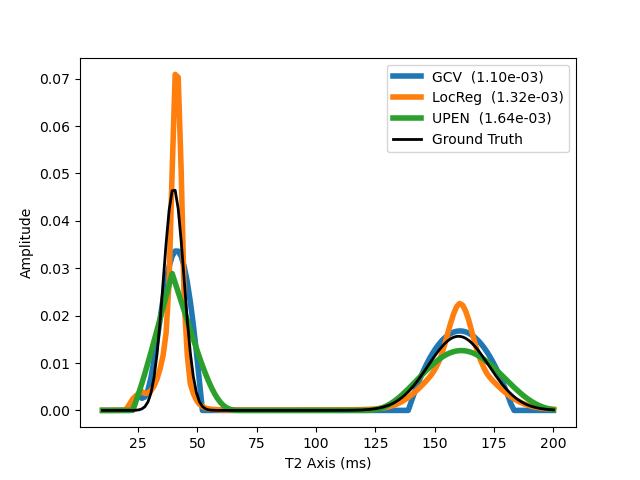 GCV (1.10e-03)
LocReg (1.32e-03)
UPEN (1.64e-03)
Ground Truth
Amplitude
0.07
0.06
0.05
0.04
0.03
0.02
0.01
0.00
25 50 75 100 125 150 175 200
T2 Axis (ms)